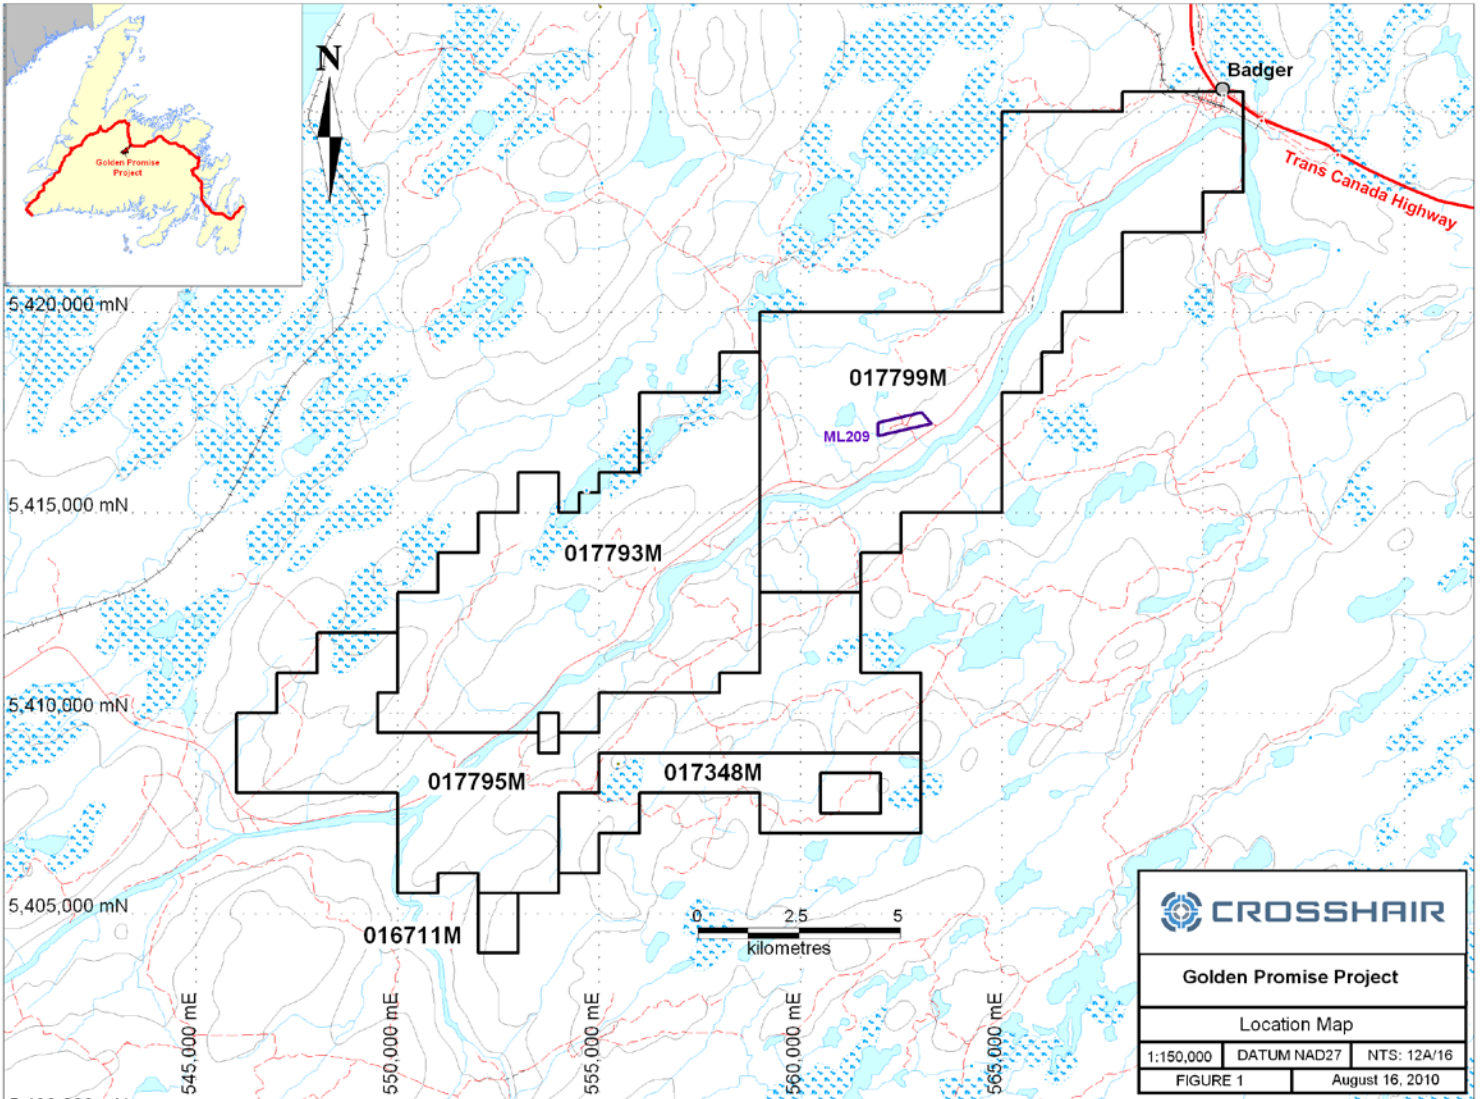 N
Badger
Trans Canada Highway
Golden Promise
Project
5,420,000 mN
017799M
ML209
5,415,000 mN
017793M
5,410,000 mN
017795M
017348M
5,405,000 mN
016711M
0 2.5 5
kilometres
545,000 mE
550,000 mE
555,000 mE
560,000 mE
565,000 mE
CROSSHAIR
Golden Promise Project
Location Map
1:150,000 DATUM NAD27 NTS: 12A/16
FIGURE 1 August 16, 2010